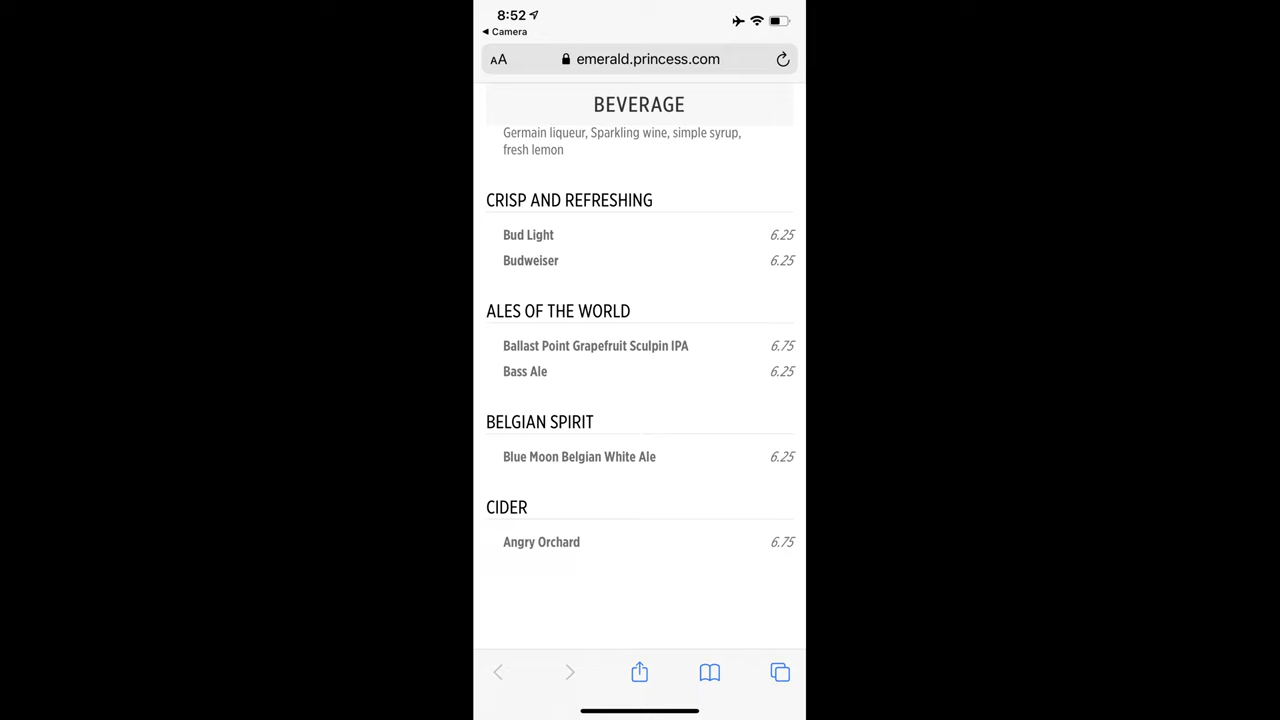 8:52
◀ Camera
AA emerald.princess.com
BEVERAGE
Germain liqueur, Sparkling wine, simple syrup,
fresh lemon
CRISP AND REFRESHING
Bud Light 6.25
Budweiser 6.25
ALES OF THE WORLD
Ballast Point Grapefruit Sculpin IPA 6.75
Bass Ale 6.25
BELGIAN SPIRIT
Blue Moon Belgian White Ale 6.25
CIDER
Angry Orchard 6.75